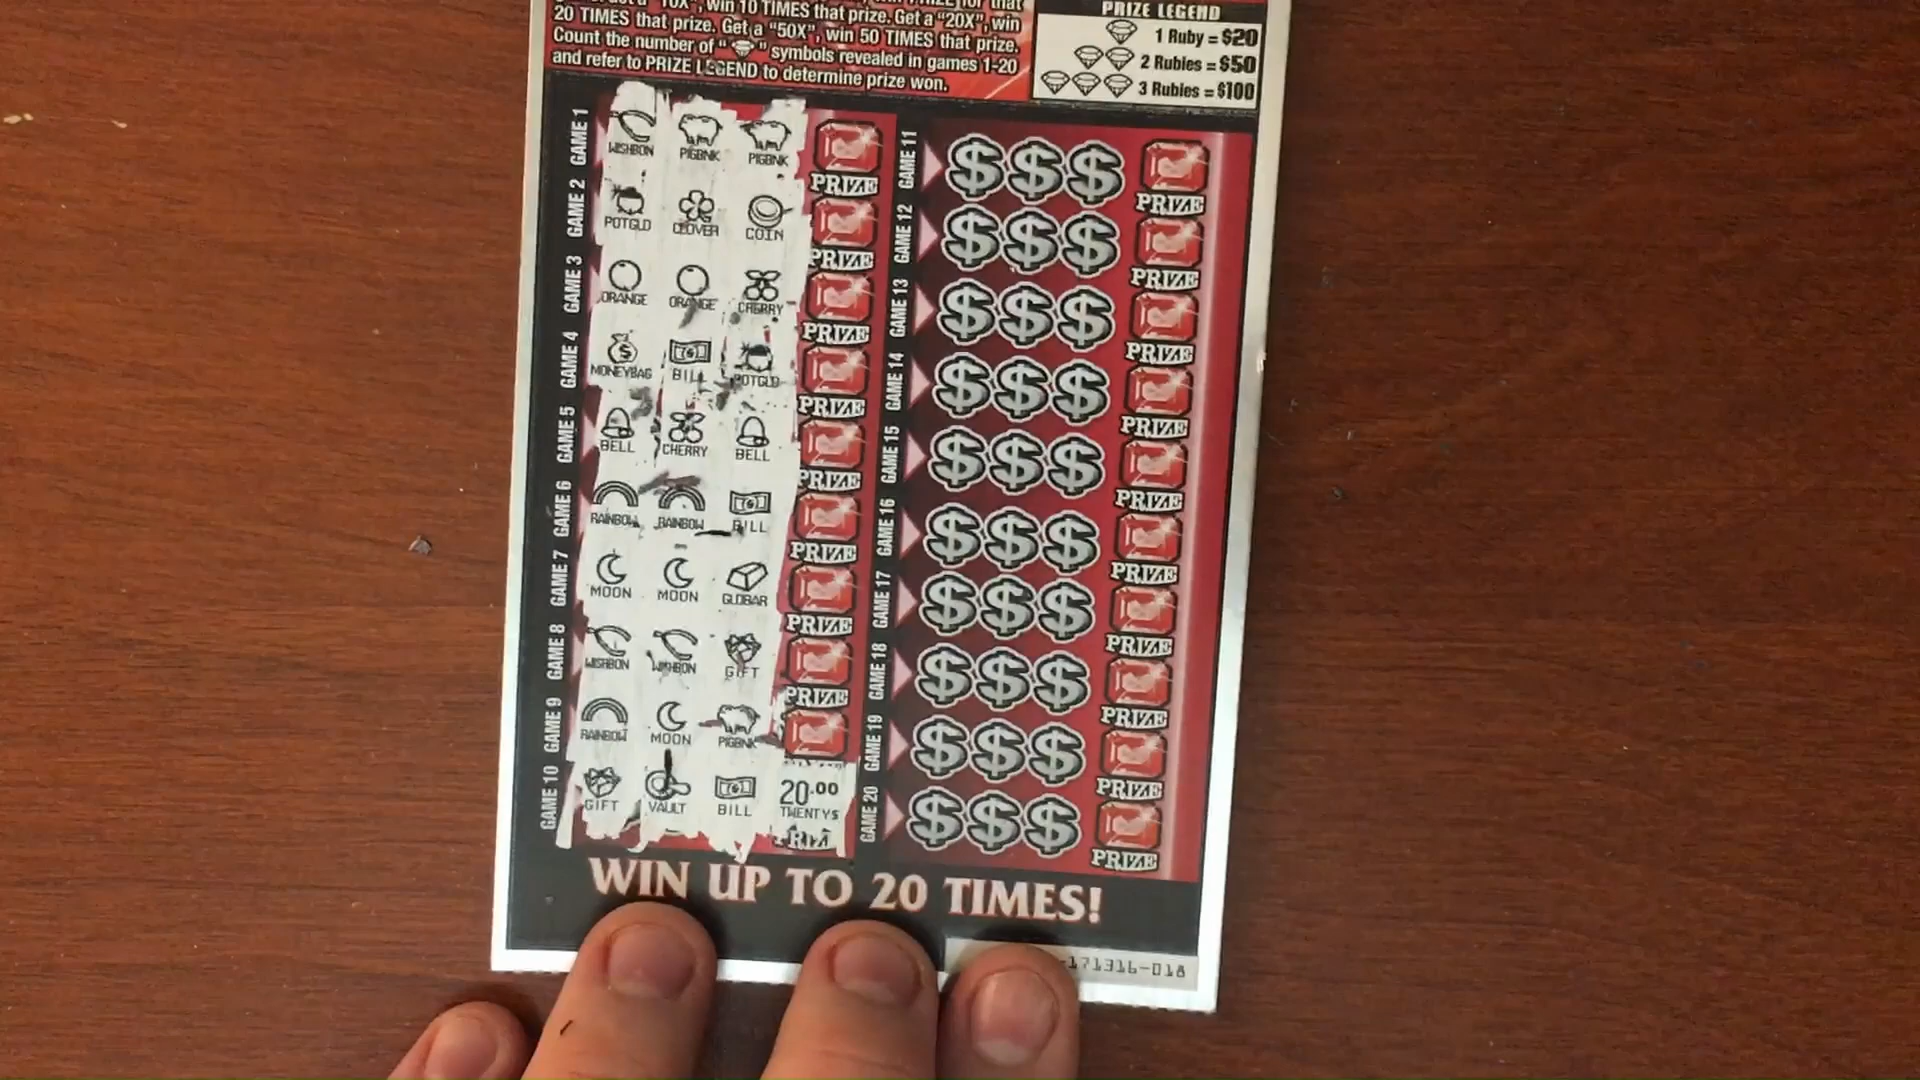 10X", win 10 TIMES that prize. Get a "20X", win
20 TIMES that prize. Get a "50X", win 50 TIMES that prize.
Count the number of " " symbols revealed in games 1-20
and refer to PRIZE LEGEND to determine prize won.
PRIZE LEGEND
1 Ruby = $20
2 Rubies = $50
3 Rubies = $100
GAME 1
WISHBON PIGBNK PIGBNK
PRIZE
GAME 2
POTGLD CLOVER COIN
PRIZE
GAME 3
ORANGE ORANGE CHERRY
PRIZE
GAME 4
MONEYBAG BILL POTGLD
PRIZE
GAME 5
BELL CHERRY BELL
PRIZE
GAME 6
RAINBOW RAINBOW BILL
PRIZE
GAME 7
MOON MOON GLDBAR
PRIZE
GAME 8
WISHBON WISHBON GIFT
PRIZE
GAME 9
RAINBOW MOON PIGBNK
GAME 10
GIFT VAULT BILL
20.00
TWENTY$
GAME 11
$$$
PRIZE
GAME 12
$$$
PRIZE
GAME 13
$$$
PRIZE
GAME 14
$$$
PRIZE
GAME 15
$$$
PRIZE
GAME 16
$$$
PRIZE
GAME 17
$$$
PRIZE
GAME 18
$$$
PRIZE
GAME 19
$$$
PRIZE
GAME 20
$$$
PRIZE
WIN UP TO 20 TIMES!
-171316-018